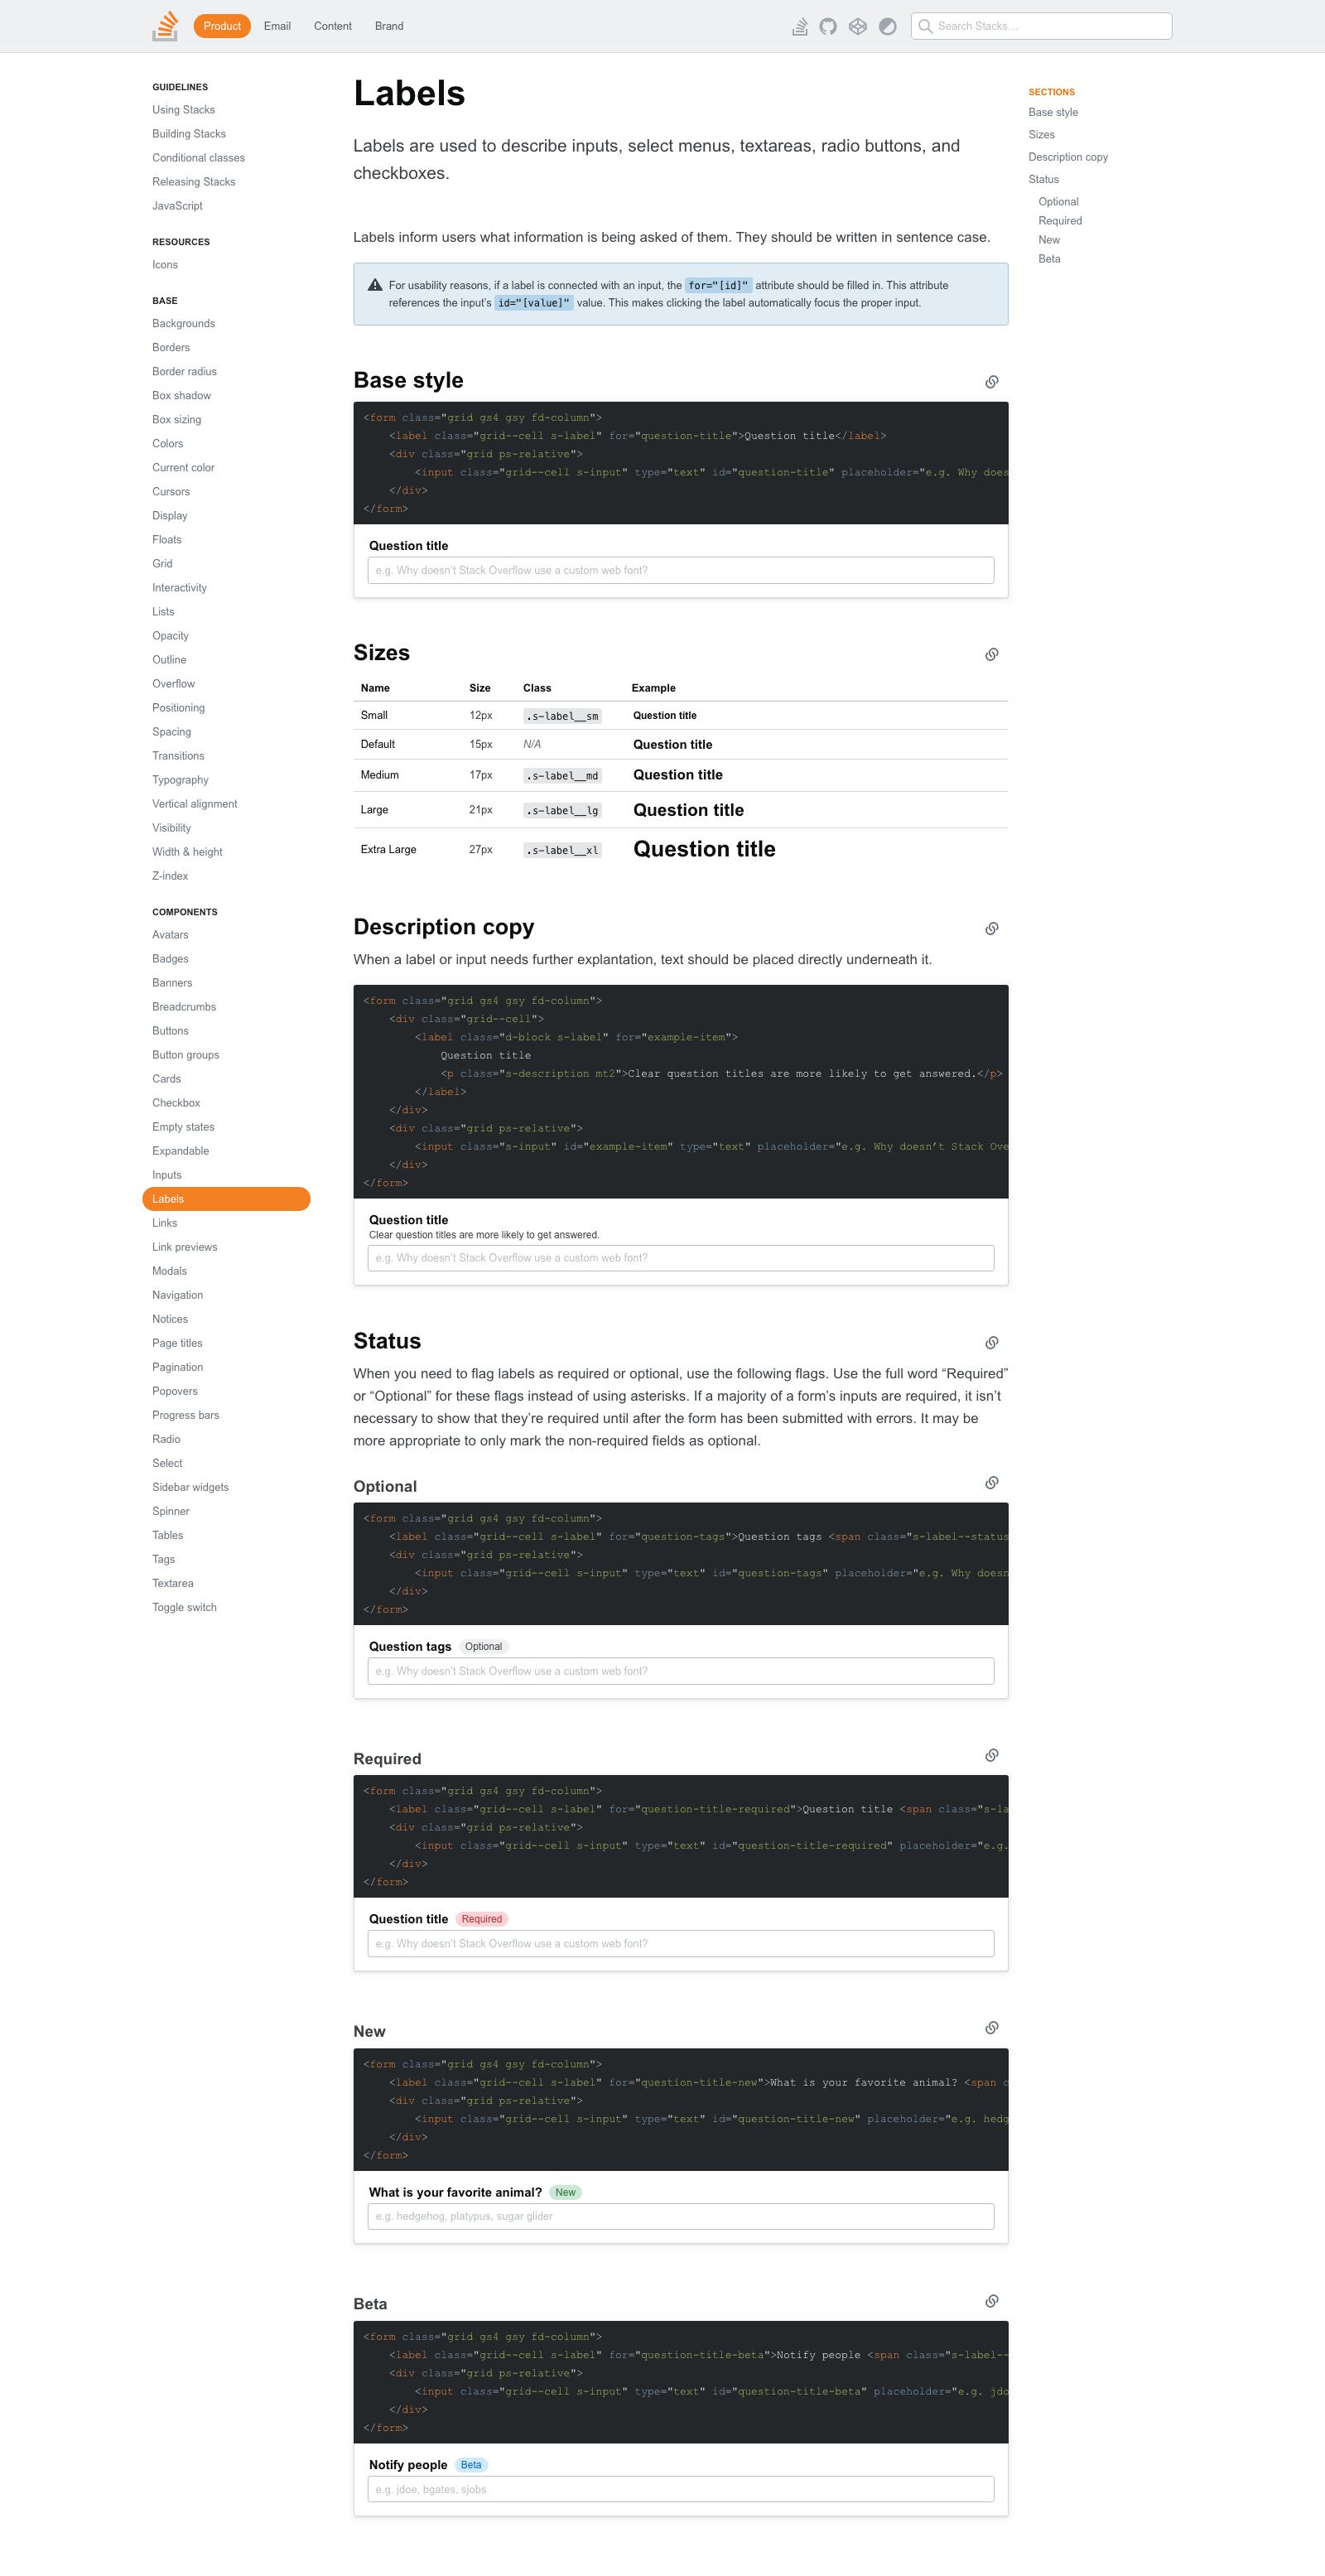 Product Email Content Brand
Search Stacks…
GUIDELINES
Using Stacks
Building Stacks
Conditional classes
Releasing Stacks
JavaScript
RESOURCES
Icons
BASE
Backgrounds
Borders
Border radius
Box shadow
Box sizing
Colors
Current color
Cursors
Display
Floats
Grid
Interactivity
Lists
Opacity
Outline
Overflow
Positioning
Spacing
Transitions
Typography
Vertical alignment
Visibility
Width & height
Z-index
COMPONENTS
Avatars
Badges
Banners
Breadcrumbs
Buttons
Button groups
Cards
Checkbox
Empty states
Expandable
Inputs
Labels
Links
Link previews
Modals
Navigation
Notices
Page titles
Pagination
Popovers
Progress bars
Radio
Select
Sidebar widgets
Spinner
Tables
Tags
Textarea
Toggle switch
Labels
Labels are used to describe inputs, select menus, textareas, radio buttons, and
checkboxes.
Labels inform users what information is being asked of them. They should be written in sentence case.
For usability reasons, if a label is connected with an input, the for="[id]" attribute should be filled in. This attribute
references the input’s id="[value]" value. This makes clicking the label automatically focus the proper input.
Base style
<form class="grid gs4 gsy fd-column">
<label class="grid--cell s-label" for="question-title">Question title</label>
<div class="grid ps-relative">
<input class="grid--cell s-input" type="text" id="question-title" placeholder="e.g. Why does
</div>
</form>
Question title
e.g. Why doesn’t Stack Overflow use a custom web font?
Sizes
Name Size Class Example
Small 12px .s-label__sm Question title
Default 15px N/A Question title
Medium 17px .s-label__md Question title
Large 21px .s-label__lg Question title
Extra Large 27px .s-label__xl Question title
Description copy
When a label or input needs further explantation, text should be placed directly underneath it.
<form class="grid gs4 gsy fd-column">
<div class="grid--cell">
<label class="d-block s-label" for="example-item">
Question title
<p class="s-description mt2">Clear question titles are more likely to get answered.</p>
</label>
</div>
<div class="grid ps-relative">
<input class="s-input" id="example-item" type="text" placeholder="e.g. Why doesn’t Stack Ove
</div>
</form>
Question title
Clear question titles are more likely to get answered.
e.g. Why doesn’t Stack Overflow use a custom web font?
Status
When you need to flag labels as required or optional, use the following flags. Use the full word “Required”
or “Optional” for these flags instead of using asterisks. If a majority of a form’s inputs are required, it isn’t
necessary to show that they’re required until after the form has been submitted with errors. It may be
more appropriate to only mark the non-required fields as optional.
Optional
<form class="grid gs4 gsy fd-column">
<label class="grid--cell s-label" for="question-tags">Question tags <span class="s-label--status
<div class="grid ps-relative">
<input class="grid--cell s-input" type="text" id="question-tags" placeholder="e.g. Why doesn
</div>
</form>
Question tags Optional
e.g. Why doesn’t Stack Overflow use a custom web font?
Required
<form class="grid gs4 gsy fd-column">
<label class="grid--cell s-label" for="question-title-required">Question title <span class="s-la
<div class="grid ps-relative">
<input class="grid--cell s-input" type="text" id="question-title-required" placeholder="e.g.
</div>
</form>
Question title Required
e.g. Why doesn’t Stack Overflow use a custom web font?
New
<form class="grid gs4 gsy fd-column">
<label class="grid--cell s-label" for="question-title-new">What is your favorite animal? <span c
<div class="grid ps-relative">
<input class="grid--cell s-input" type="text" id="question-title-new" placeholder="e.g. hedg
</div>
</form>
What is your favorite animal? New
e.g. hedgehog, platypus, sugar glider
Beta
<form class="grid gs4 gsy fd-column">
<label class="grid--cell s-label" for="question-title-beta">Notify people <span class="s-label--
<div class="grid ps-relative">
<input class="grid--cell s-input" type="text" id="question-title-beta" placeholder="e.g. jdo
</div>
</form>
Notify people Beta
e.g. jdoe, bgates, sjobs
SECTIONS
Base style
Sizes
Description copy
Status
Optional
Required
New
Beta